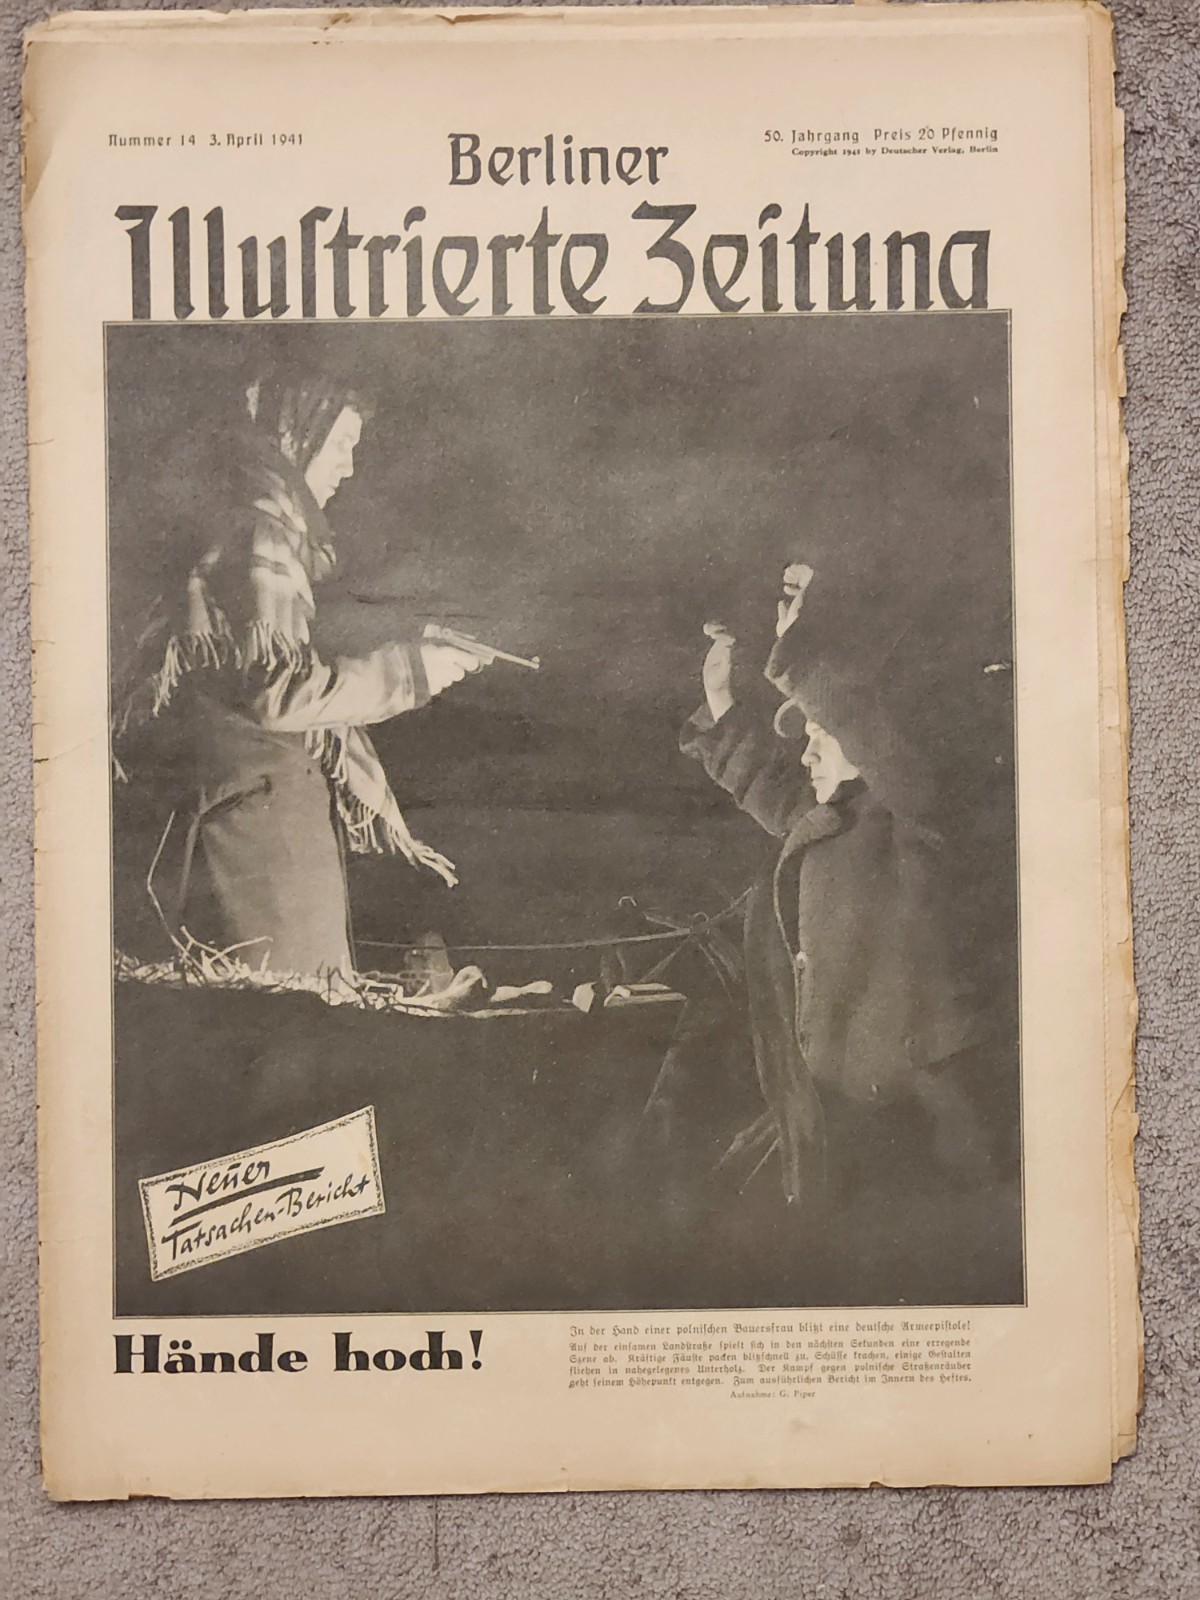 Nummer 14 3. April 1941
50. Jahrgang Preis 20 Pfennig
Copyright 1941 by Deutscher Verlag, Berlin
Berliner
Illuſtrierte Zeitung
Neuer
Tatsachen-Bericht
Hände hoch!
In der Hand einer polniſchen Bauersfrau blitzt eine deutſche Armeepiſtole!
Auf der einſamen Landſtraße ſpielt ſich in den nächſten Sekunden eine erregende
Szene ab. Kräftige Fäuſte packen blitzſchnell zu, Schüſſe krachen, einige Geſtalten
fliehen in nahegelegenes Unterholz. Der Kampf gegen polniſche Straßenräuber
geht ſeinem Höhepunkt entgegen. Zum ausführlichen Bericht im Innern des Heftes.
Aufnahme: G. Piper